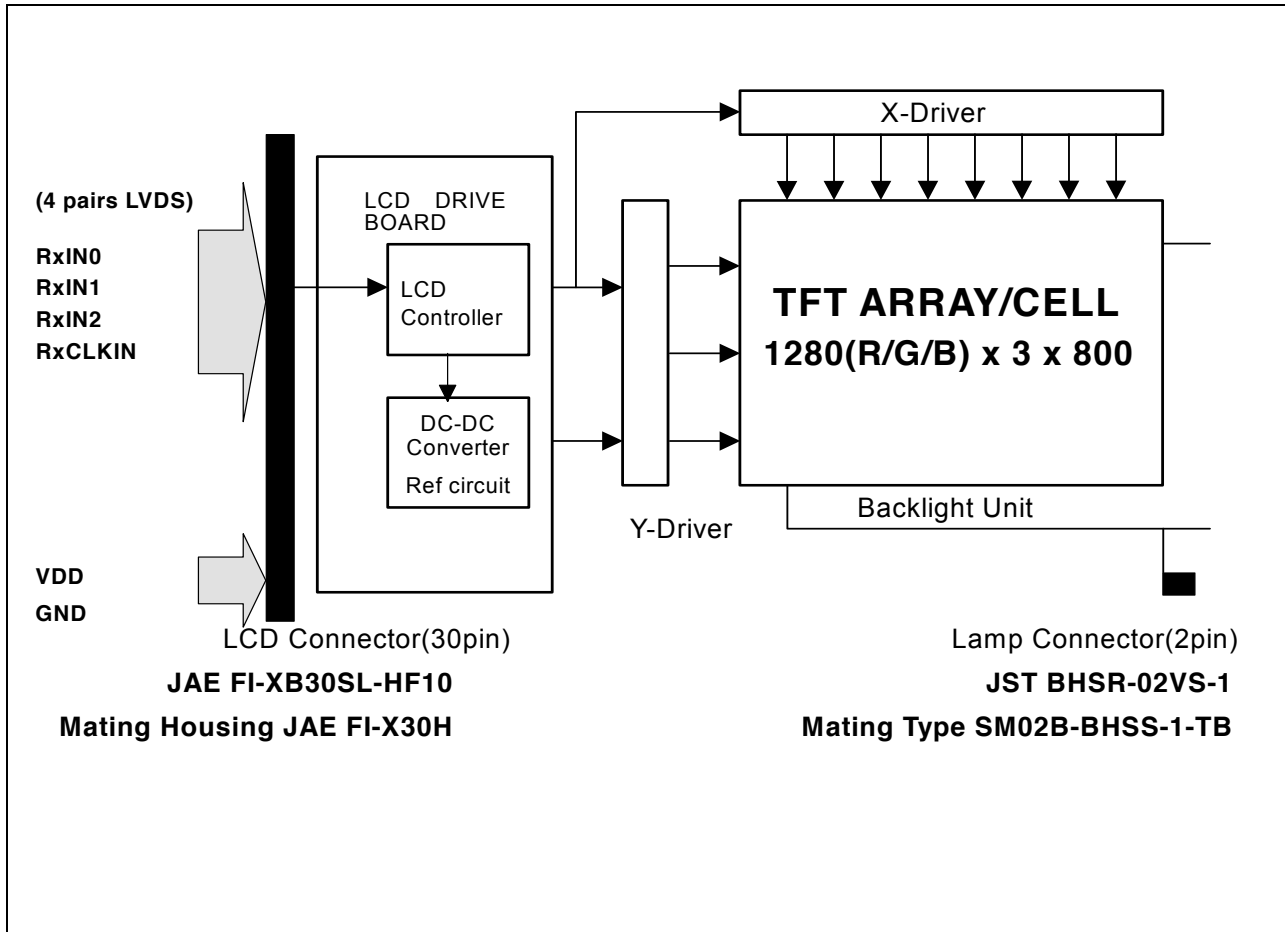 X-Driver
(4 pairs LVDS)
RxIN0
RxIN1
RxIN2
RxCLKIN
LCD DRIVE
BOARD
LCD
Controller
DC-DC
Converter
Ref circuit
TFT ARRAY/CELL
1280(R/G/B) x 3 x 800
Y-Driver
Backlight Unit
VDD
GND
LCD Connector(30pin)
JAE FI-XB30SL-HF10
Mating Housing JAE FI-X30H
Lamp Connector(2pin)
JST BHSR-02VS-1
Mating Type SM02B-BHSS-1-TB